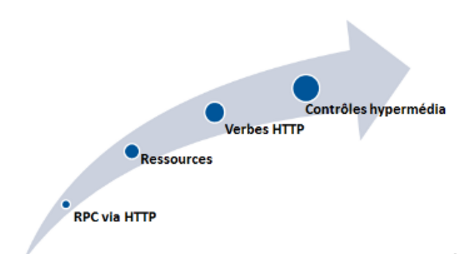 Contrôles hypermédia
Verbes HTTP
Ressources
RPC via HTTP